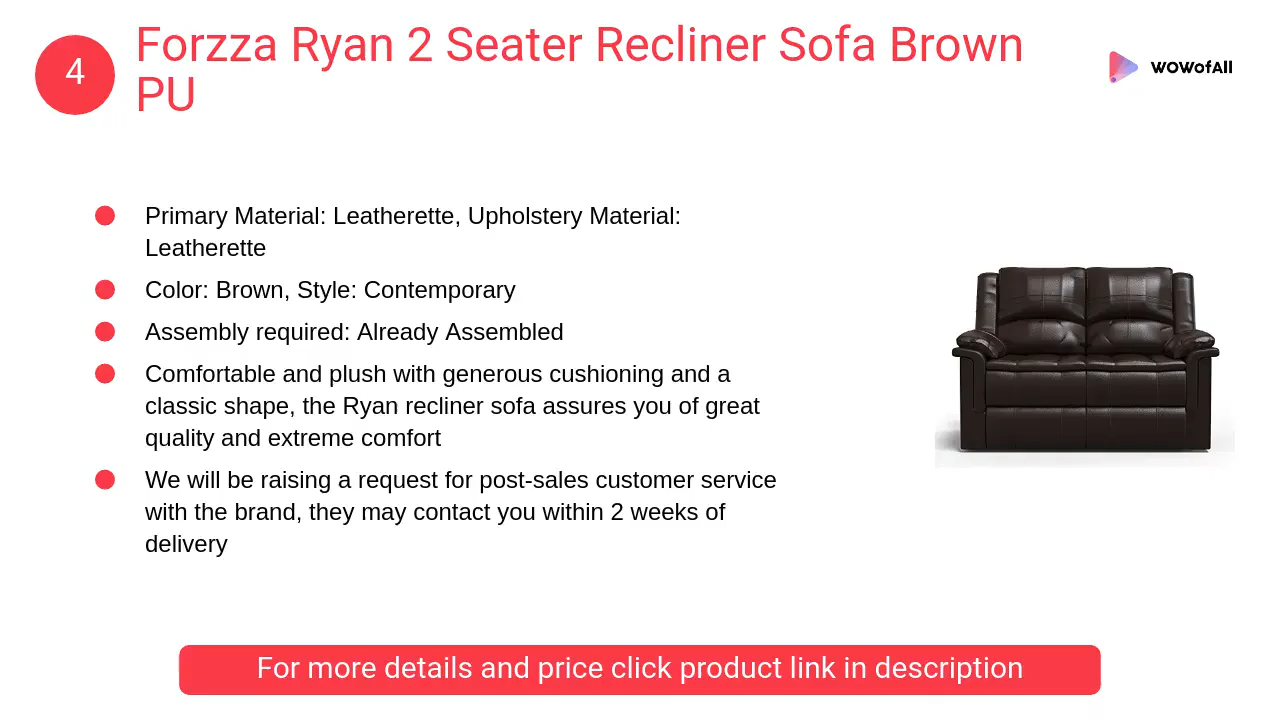 4
Forzza Ryan 2 Seater Recliner Sofa Brown
PU
WOWofAll
Primary Material: Leatherette, Upholstery Material:
Leatherette
Color: Brown, Style: Contemporary
Assembly required: Already Assembled
Comfortable and plush with generous cushioning and a
classic shape, the Ryan recliner sofa assures you of great
quality and extreme comfort
We will be raising a request for post-sales customer service
with the brand, they may contact you within 2 weeks of
delivery
For more details and price click product link in description